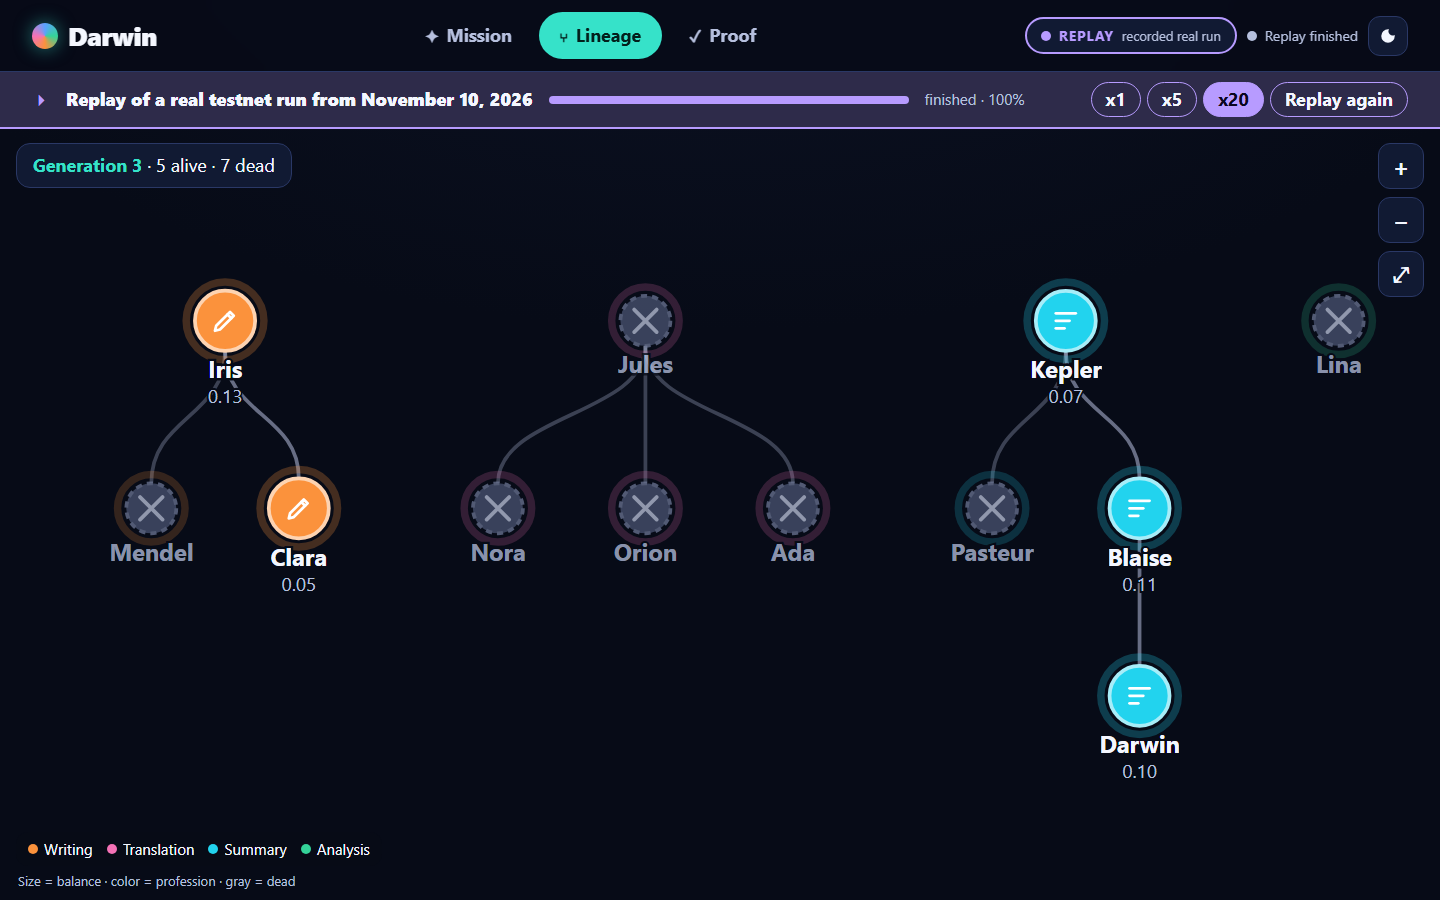 Darwin
Mission
Lineage
Proof
REPLAY recorded real run
Replay finished
Replay of a real testnet run from November 10, 2026
finished · 100%
x1
x5
x20
Replay again
Generation 3 · 5 alive · 7 dead
+
−
Iris
0.13
Jules
Kepler
0.07
Lina
Mendel
Clara
0.05
Nora
Orion
Ada
Pasteur
Blaise
0.11
Darwin
0.10
Writing
Translation
Summary
Analysis
Size = balance · color = profession · gray = dead